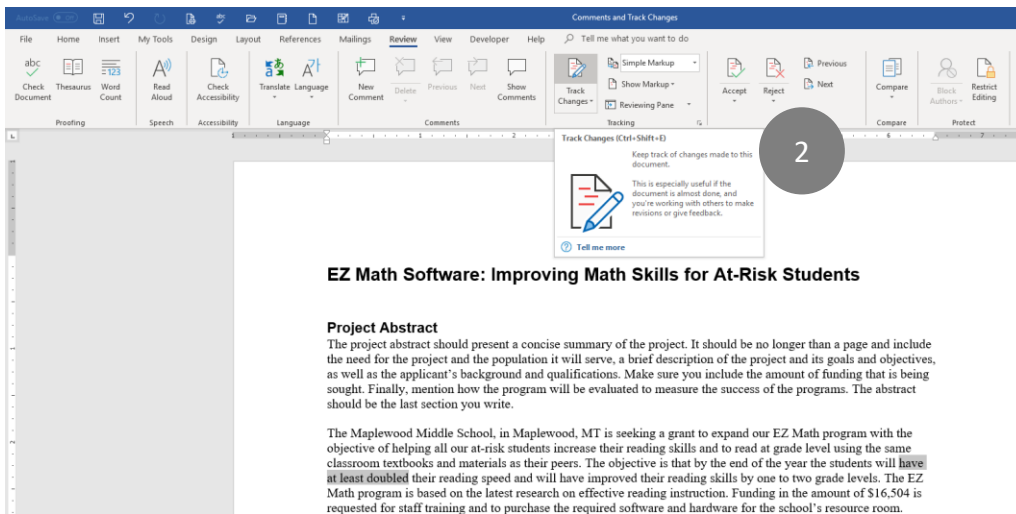 AutoSave Off Comments and Track Changes
File Home Insert My Tools Design Layout References Mailings Review View Developer Help Tell me what you want to do
abc
Check Document
Thesaurus
123
Word Count
Read Aloud
Check Accessibility
Translate
Language
New Comment
Delete
Previous
Next
Show Comments
Track Changes
Simple Markup
Show Markup
Reviewing Pane
Accept
Reject
Previous
Next
Compare
Block Authors
Restrict Editing
Proofing Speech Accessibility Language Comments Tracking Compare Protect
1 2 6 7
Track Changes (Ctrl+Shift+E)
Keep track of changes made to this
document.
This is especially useful if the
document is almost done, and
you're working with others to make
revisions or give feedback.
Tell me more
2
EZ Math Software: Improving Math Skills for At-Risk Students
Project Abstract
The project abstract should present a concise summary of the project. It should be no longer than a page and include
the need for the project and the population it will serve, a brief description of the project and its goals and objectives,
as well as the applicant's background and qualifications. Make sure you include the amount of funding that is being
sought. Finally, mention how the program will be evaluated to measure the success of the programs. The abstract
should be the last section you write.
The Maplewood Middle School, in Maplewood, MT is seeking a grant to expand our EZ Math program with the
objective of helping all our at-risk students increase their reading skills and to read at grade level using the same
classroom textbooks and materials as their peers. The objective is that by the end of the year the students will have
at least doubled their reading speed and will have improved their reading skills by one to two grade levels. The EZ
Math program is based on the latest research on effective reading instruction. Funding in the amount of $16,504 is
requested for staff training and to purchase the required software and hardware for the school's resource room.